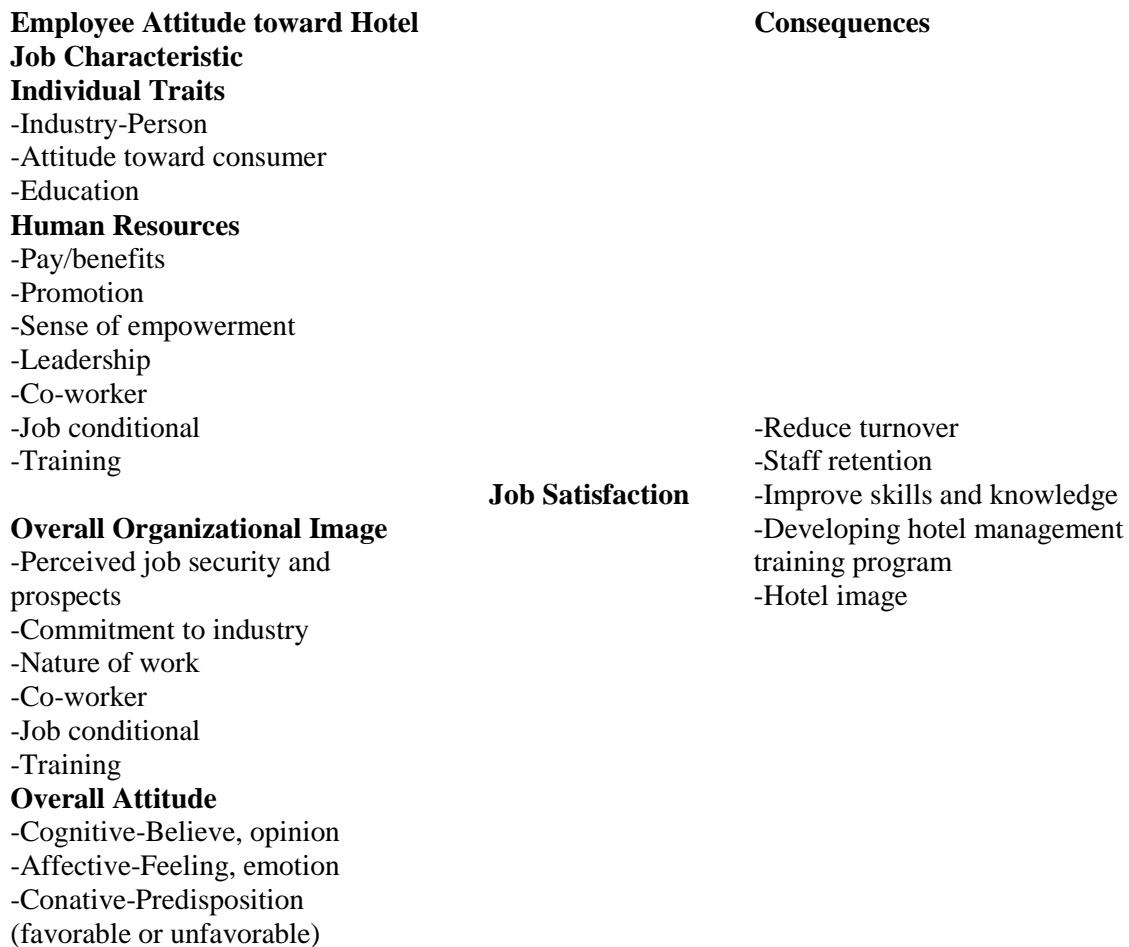 Employee Attitude toward Hotel
Job Characteristic
Individual Traits
-Industry-Person
-Attitude toward consumer
-Education
Human Resources
-Pay/benefits
-Promotion
-Sense of empowerment
-Leadership
-Co-worker
-Job conditional
-Training
Overall Organizational Image
-Perceived job security and
prospects
-Commitment to industry
-Nature of work
-Co-worker
-Job conditional
-Training
Overall Attitude
-Cognitive-Believe, opinion
-Affective-Feeling, emotion
-Conative-Predisposition
(favorable or unfavorable)
Job Satisfaction
Consequences
-Reduce turnover
-Staff retention
-Improve skills and knowledge
-Developing hotel management
training program
-Hotel image